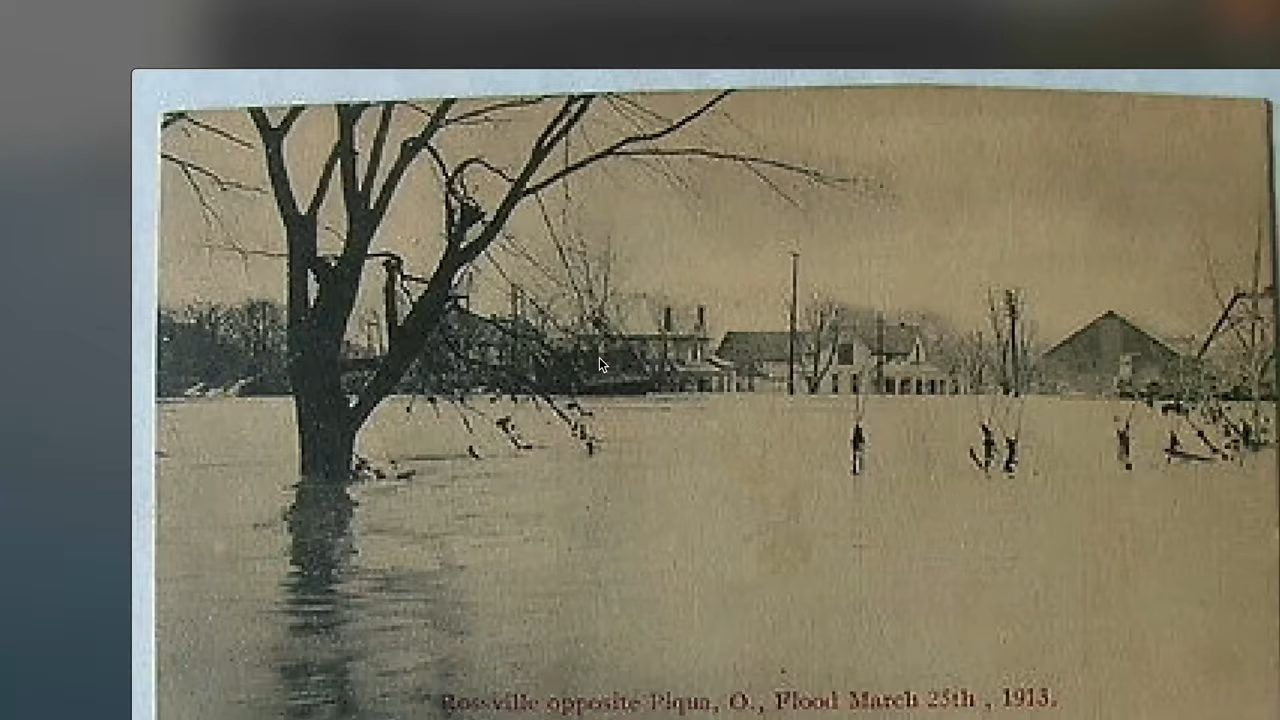 Rossville opposite Piqua, O., Flood March 25th , 1913.